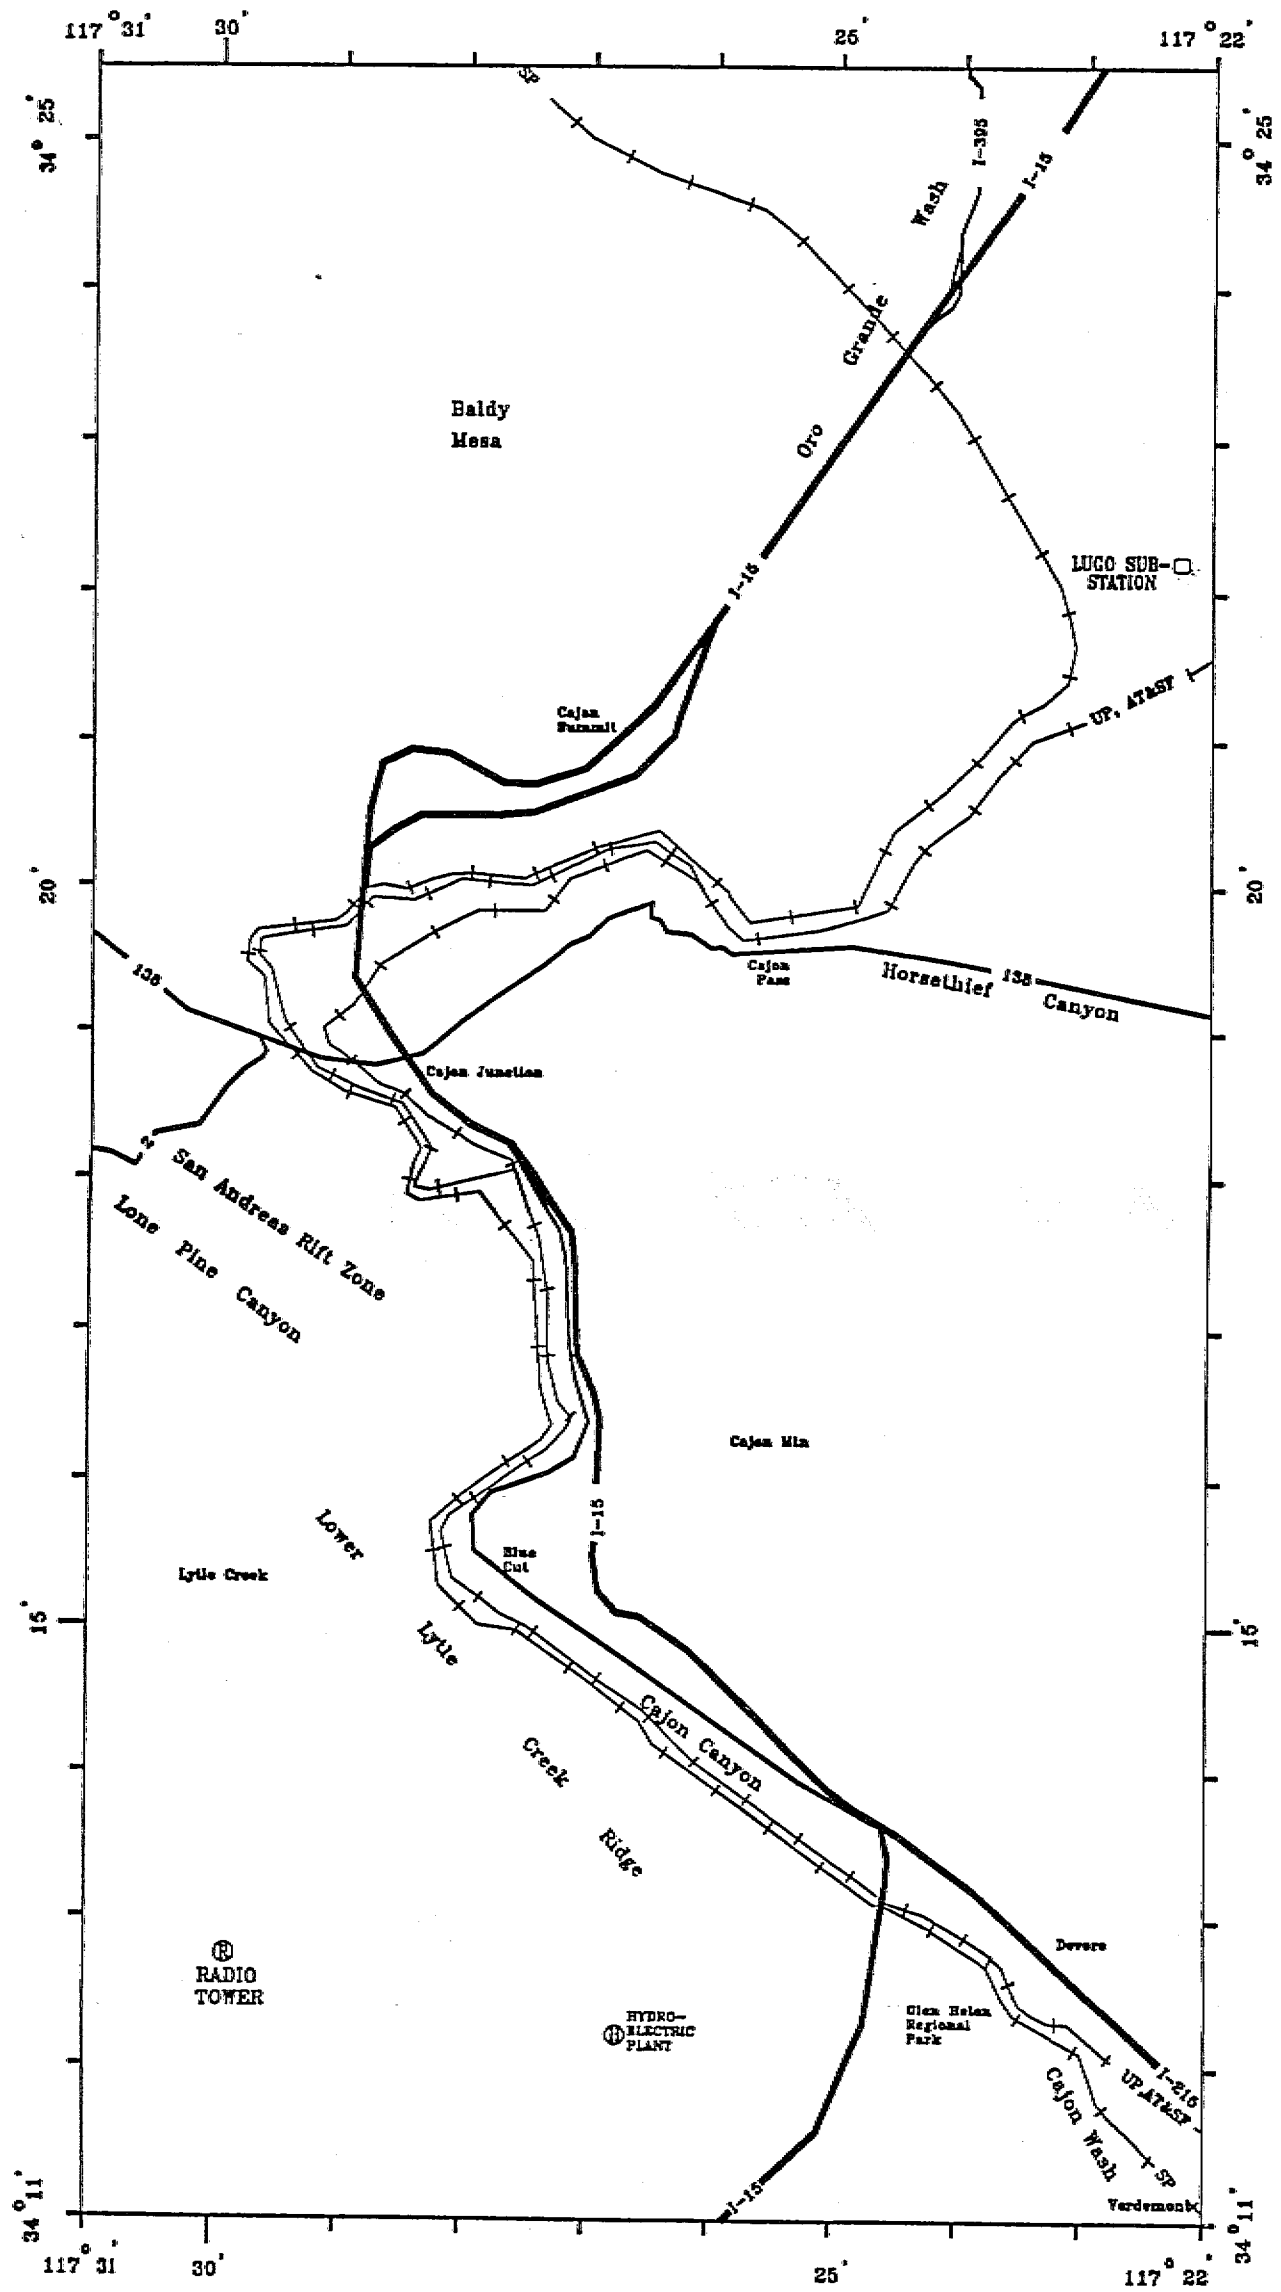 117°31'
30'
25'
117°22'
SP
34°25'
34°25'
I-395
I-15
Wash
Grande
Baldy
Mesa
Oro
LUGO SUB-
STATION
I-15
UP, AT&SF
Cajon
Summit
20'
20'
138
Cajon
Pass
Horsethief
138
Canyon
Cajon Junction
2
San Andreas Rift Zone
Lone Pine Canyon
Cajon Mtn
I-15
Lower
Blue
Cut
Lytle Creek
15'
15'
Lytle
Cajon Canyon
Creek
Ridge
Devore
R
RADIO
TOWER
H
HYDRO-
ELECTRIC
PLANT
Glen Helen
Regional
Park
I-215
UP, AT&SF
Cajon Wash
SP
I-15
Verdemont
34°11'
34°11'
117°31'
30'
25'
117°22'